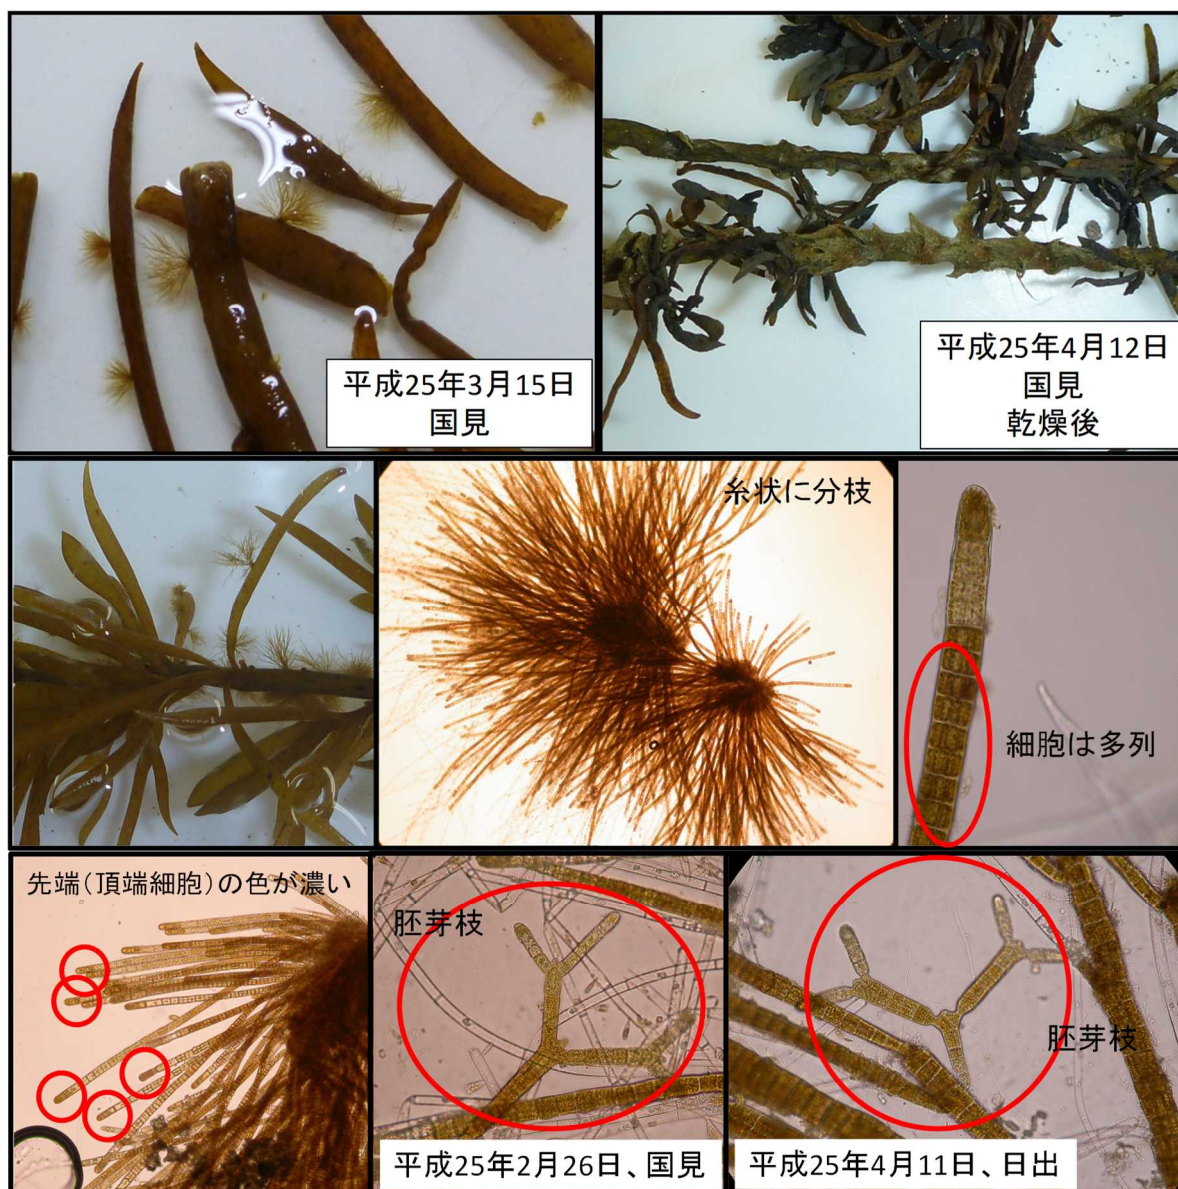 平成25年3月15日
国見
平成25年4月12日
国見
乾燥後
糸状に分枝
細胞は多列
先端(頂端細胞)の色が濃い
胚芽枝
平成25年2月26日、国見
胚芽枝
平成25年4月11日、日出